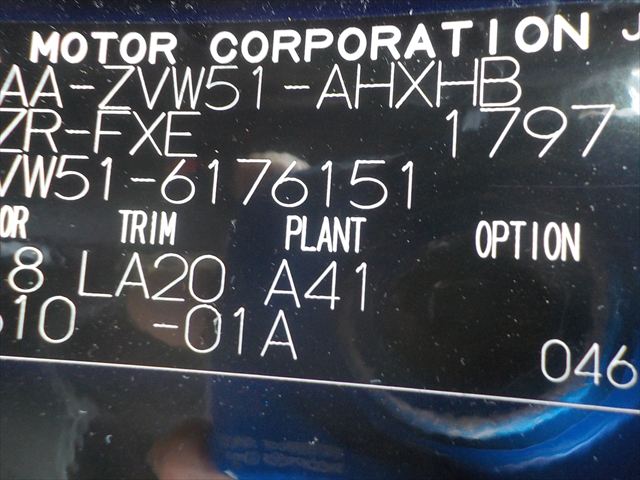 MOTOR CORPORATION J
AA-ZVW51-AHXHB
ZR-FXE 1797
VW51-6176151
OR TRIM PLANT OPTION
8 LA20 A41
510 -01A
046